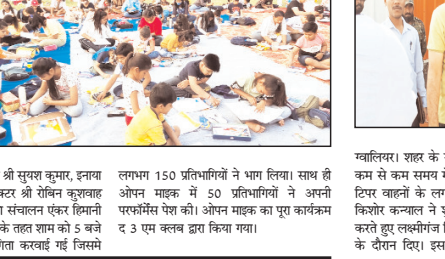 श्री सुयश कुमार, इनाया
क्टर श्री रोबिन कुशवाह
संचालन एंकर हिमानी
के तहत शाम को 5 बजे
गिता करवाई गई जिसमे
लगभग 150 प्रतिभागियों ने भाग लिया। साथ ही
ओपन माइक में 50 प्रतिभागियों ने अपनी
परफॉर्मेंस पेश की। ओपन माइक का पूरा कार्यक्रम
द 3 एम क्लब द्वारा किया गया।
ग्वालियर। शहर के
कम से कम समय में
टिपर वाहनों के लग
किशोर कन्याल ने
करते हुए लक्ष्मीगंज
के दौरान दिए। इस